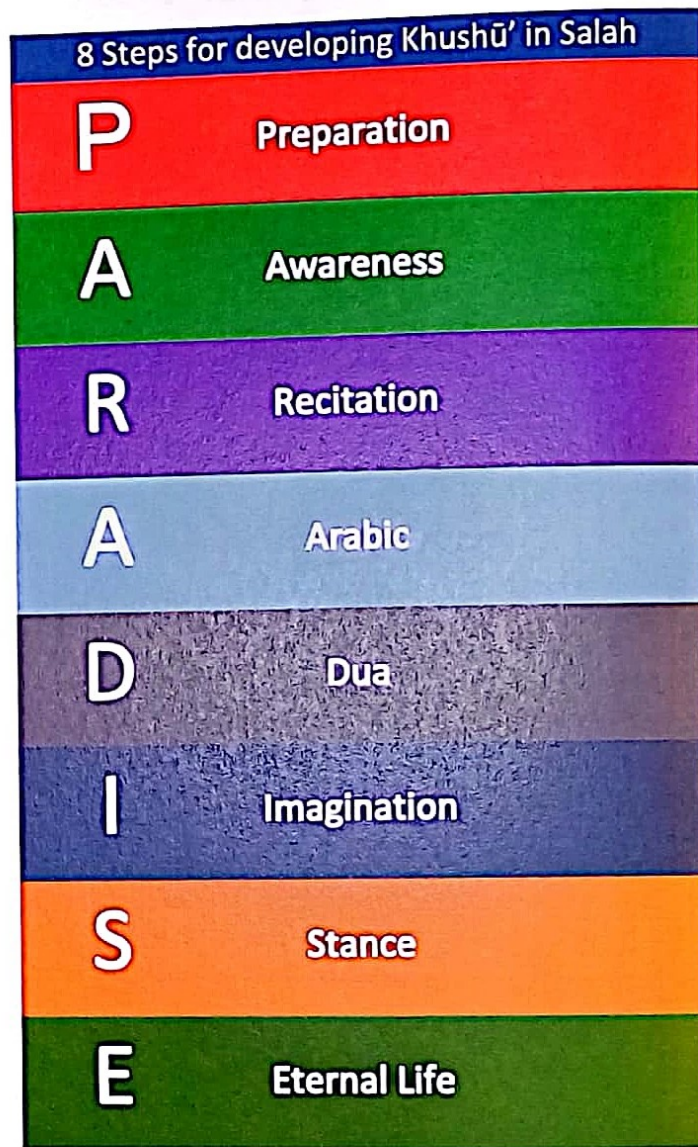 8 Steps for developing Khushū’ in Salah
P Preparation
A Awareness
R Recitation
A Arabic
D Dua
I Imagination
S Stance
E Eternal Life